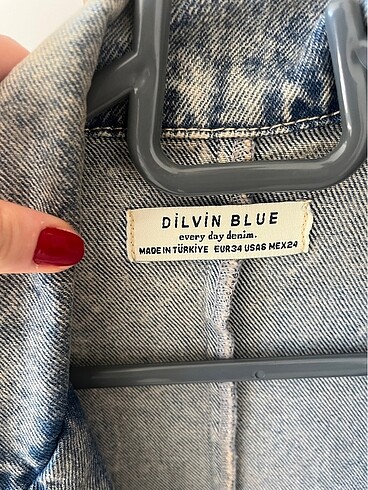 DİLVİN BLUE
every day denim.
MADE IN TÜRKİYE EUR34 USA6 MEX24